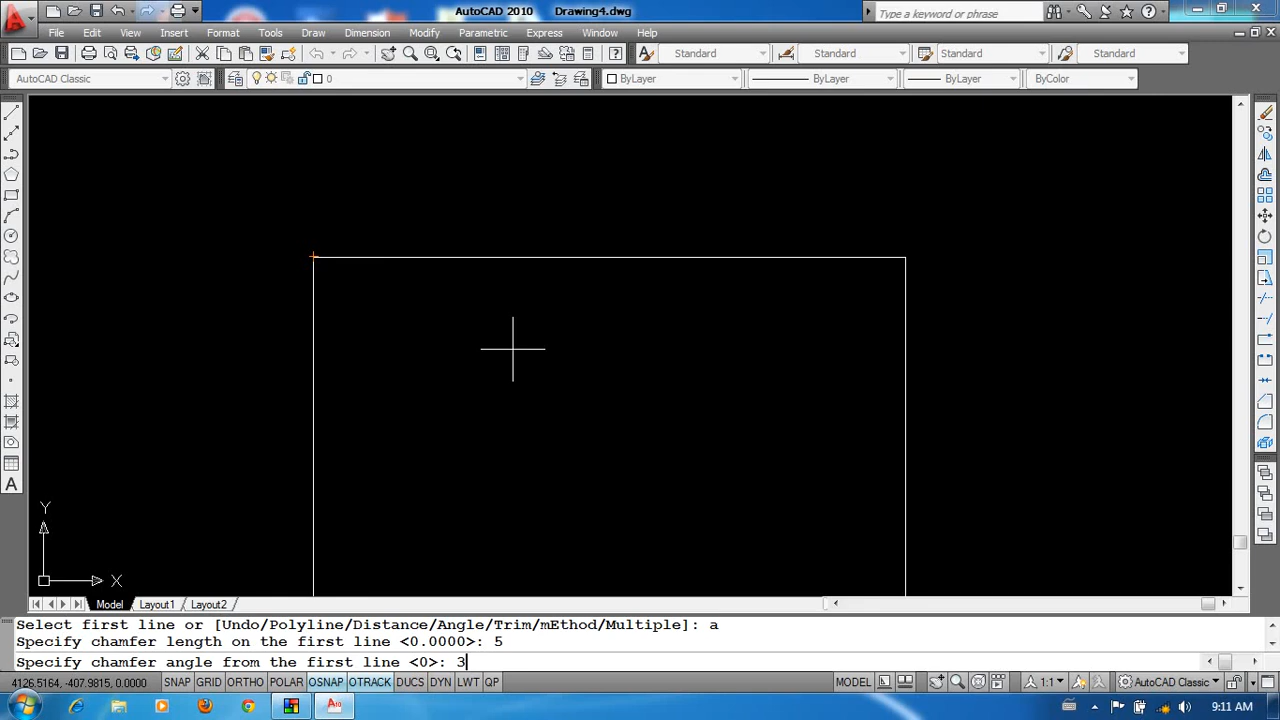 AutoCAD 2010 Drawing4.dwg
Type a keyword or phrase
File Edit View Insert Format Tools Draw Dimension Modify Parametric Express Window Help
Standard Standard Standard Standard
AutoCAD Classic 0 ByLayer ByLayer ByLayer ByColor
A
Y
X
Model Layout1 Layout2
Select first line or [Undo/Polyline/Distance/Angle/Trim/mEthod/Multiple]: a
Specify chamfer length on the first line <0.0000>: 5
Specify chamfer angle from the first line <0>: 3
4126.5164, -407.9815, 0.0000 SNAP GRID ORTHO POLAR OSNAP OTRACK DUCS DYN LWT QP MODEL 1:1 AutoCAD Classic
9:11 AM